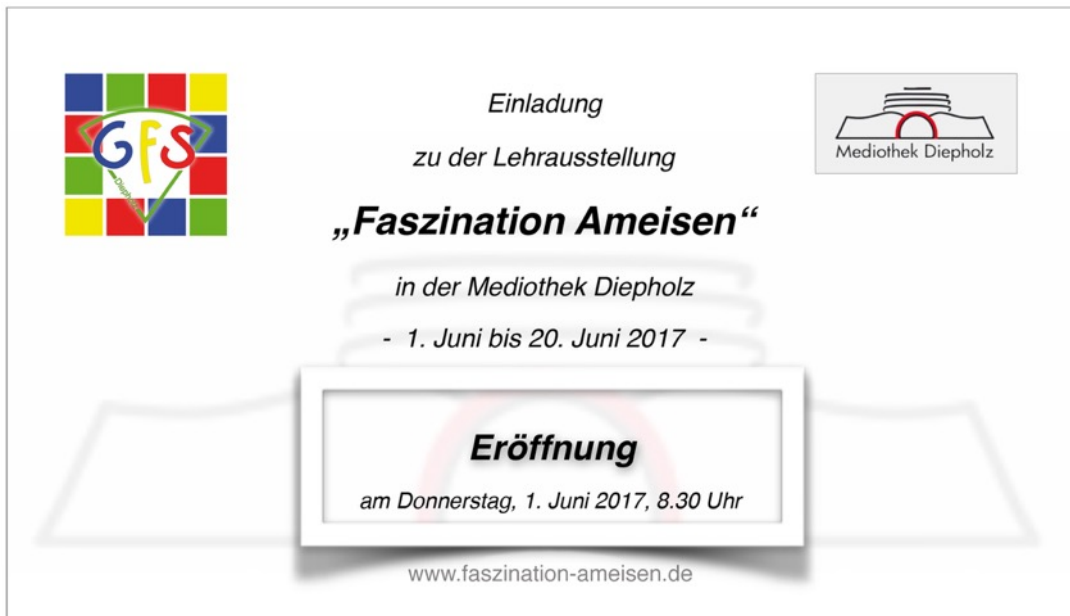 GFS
Diepholz
Einladung
zu der Lehrausstellung
„Faszination Ameisen“
in der Mediothek Diepholz
- 1. Juni bis 20. Juni 2017 -
Mediothek Diepholz
Eröffnung
am Donnerstag, 1. Juni 2017, 8.30 Uhr
www.faszination-ameisen.de